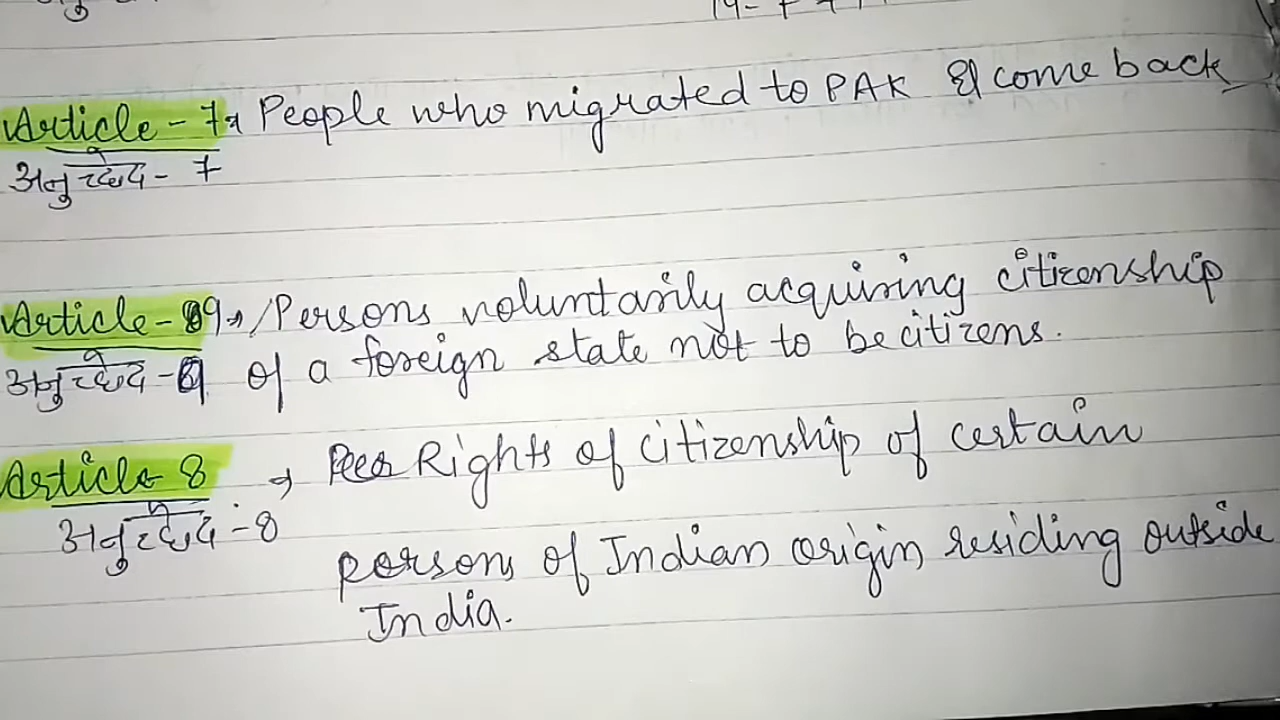 Article - 7→ People who migrated to PAK & come back
अनुच्छेद - 7
Article - 9→ Persons voluntarily acquiring citizenship
अनुच्छेद - 9 of a foreign state not to be citizens.
Article 8 → Rights of citizenship of certain
अनुच्छेद - 8
persons of Indian origin residing outside
India.